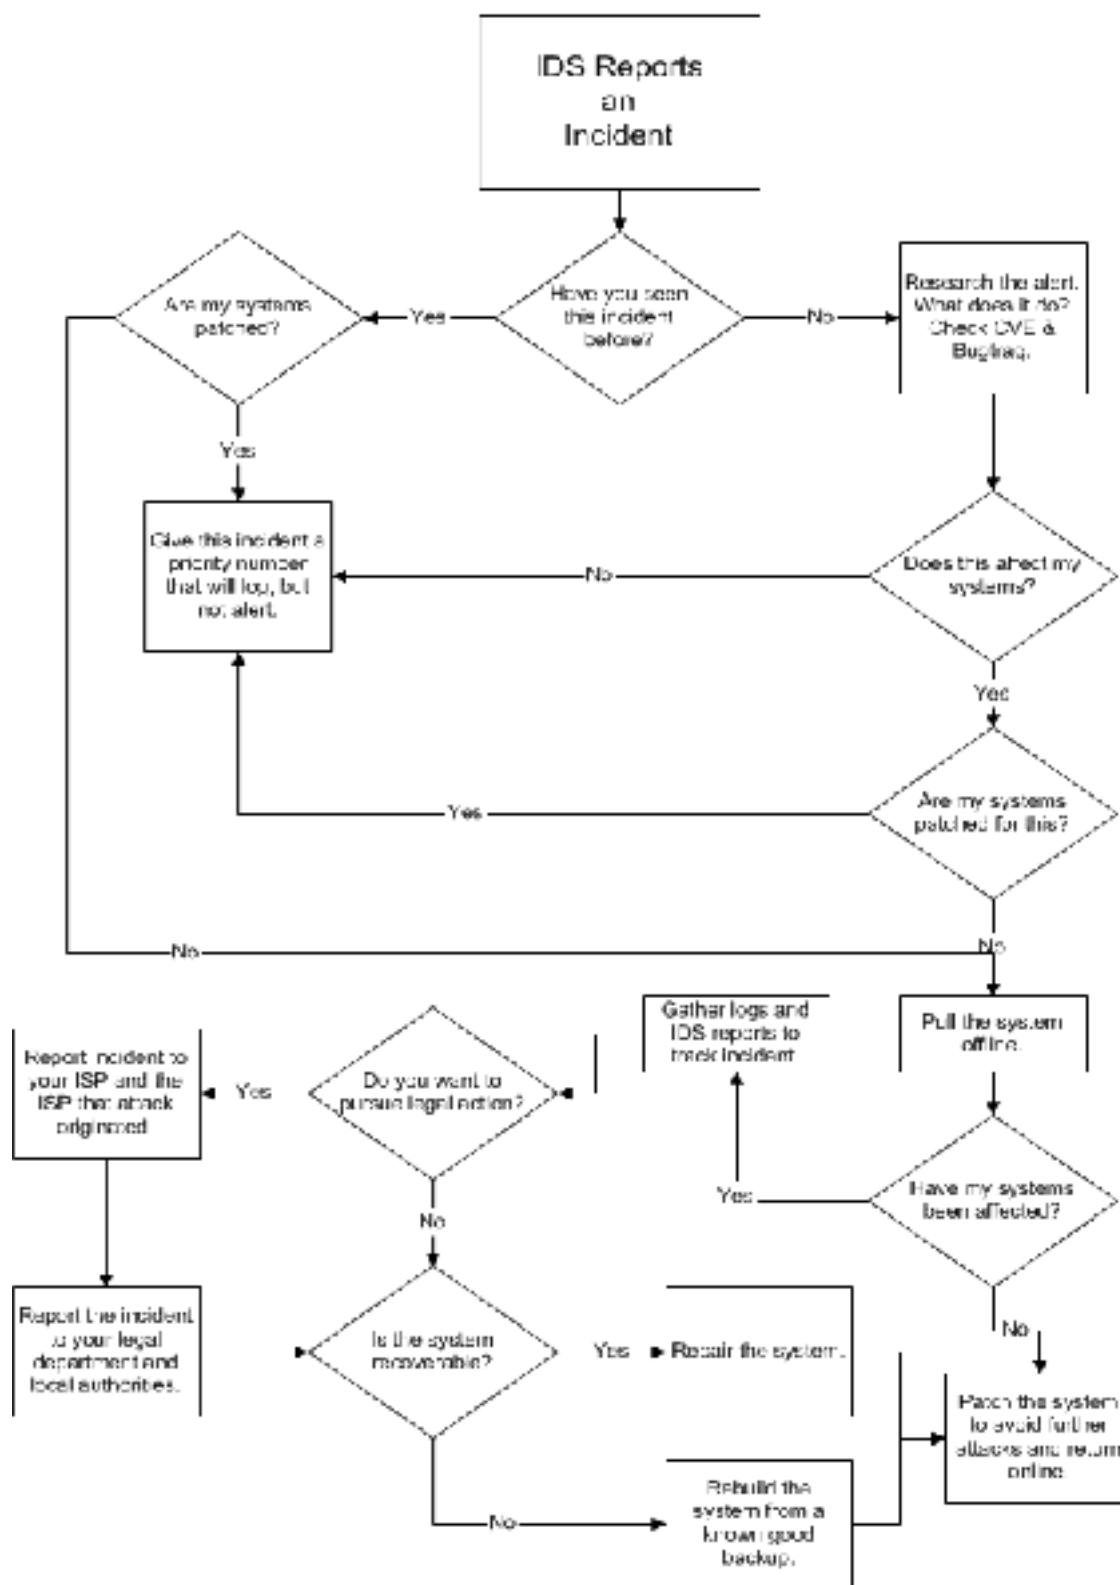 IDS Reports
an
Incident
Are my systems
patched?
Yes
Have you seen
this incident
before?
No
Research the alert.
What does it do?
Check CVE &
Bugtraq.
Yes
Give this incident a
priority number
that will log, but
not alert.
No
Does this affect my
systems?
Yes
Yes
Are my systems
patched for this?
No
No
Report incident to
your ISP and the
ISP that attack
originated
Yes
Do you want to
pursue legal action?
Gather logs and
IDS reports to
track incident
Pull the system
offline.
Yes
Have my systems
been affected?
No
No
Report the incident
to your legal
department and
local authorities.
Is the system
recoverable?
Yes
Repair the system.
Patch the system
to avoid further
attacks and return
online.
No
Rebuild the
system from a
known good
backup.